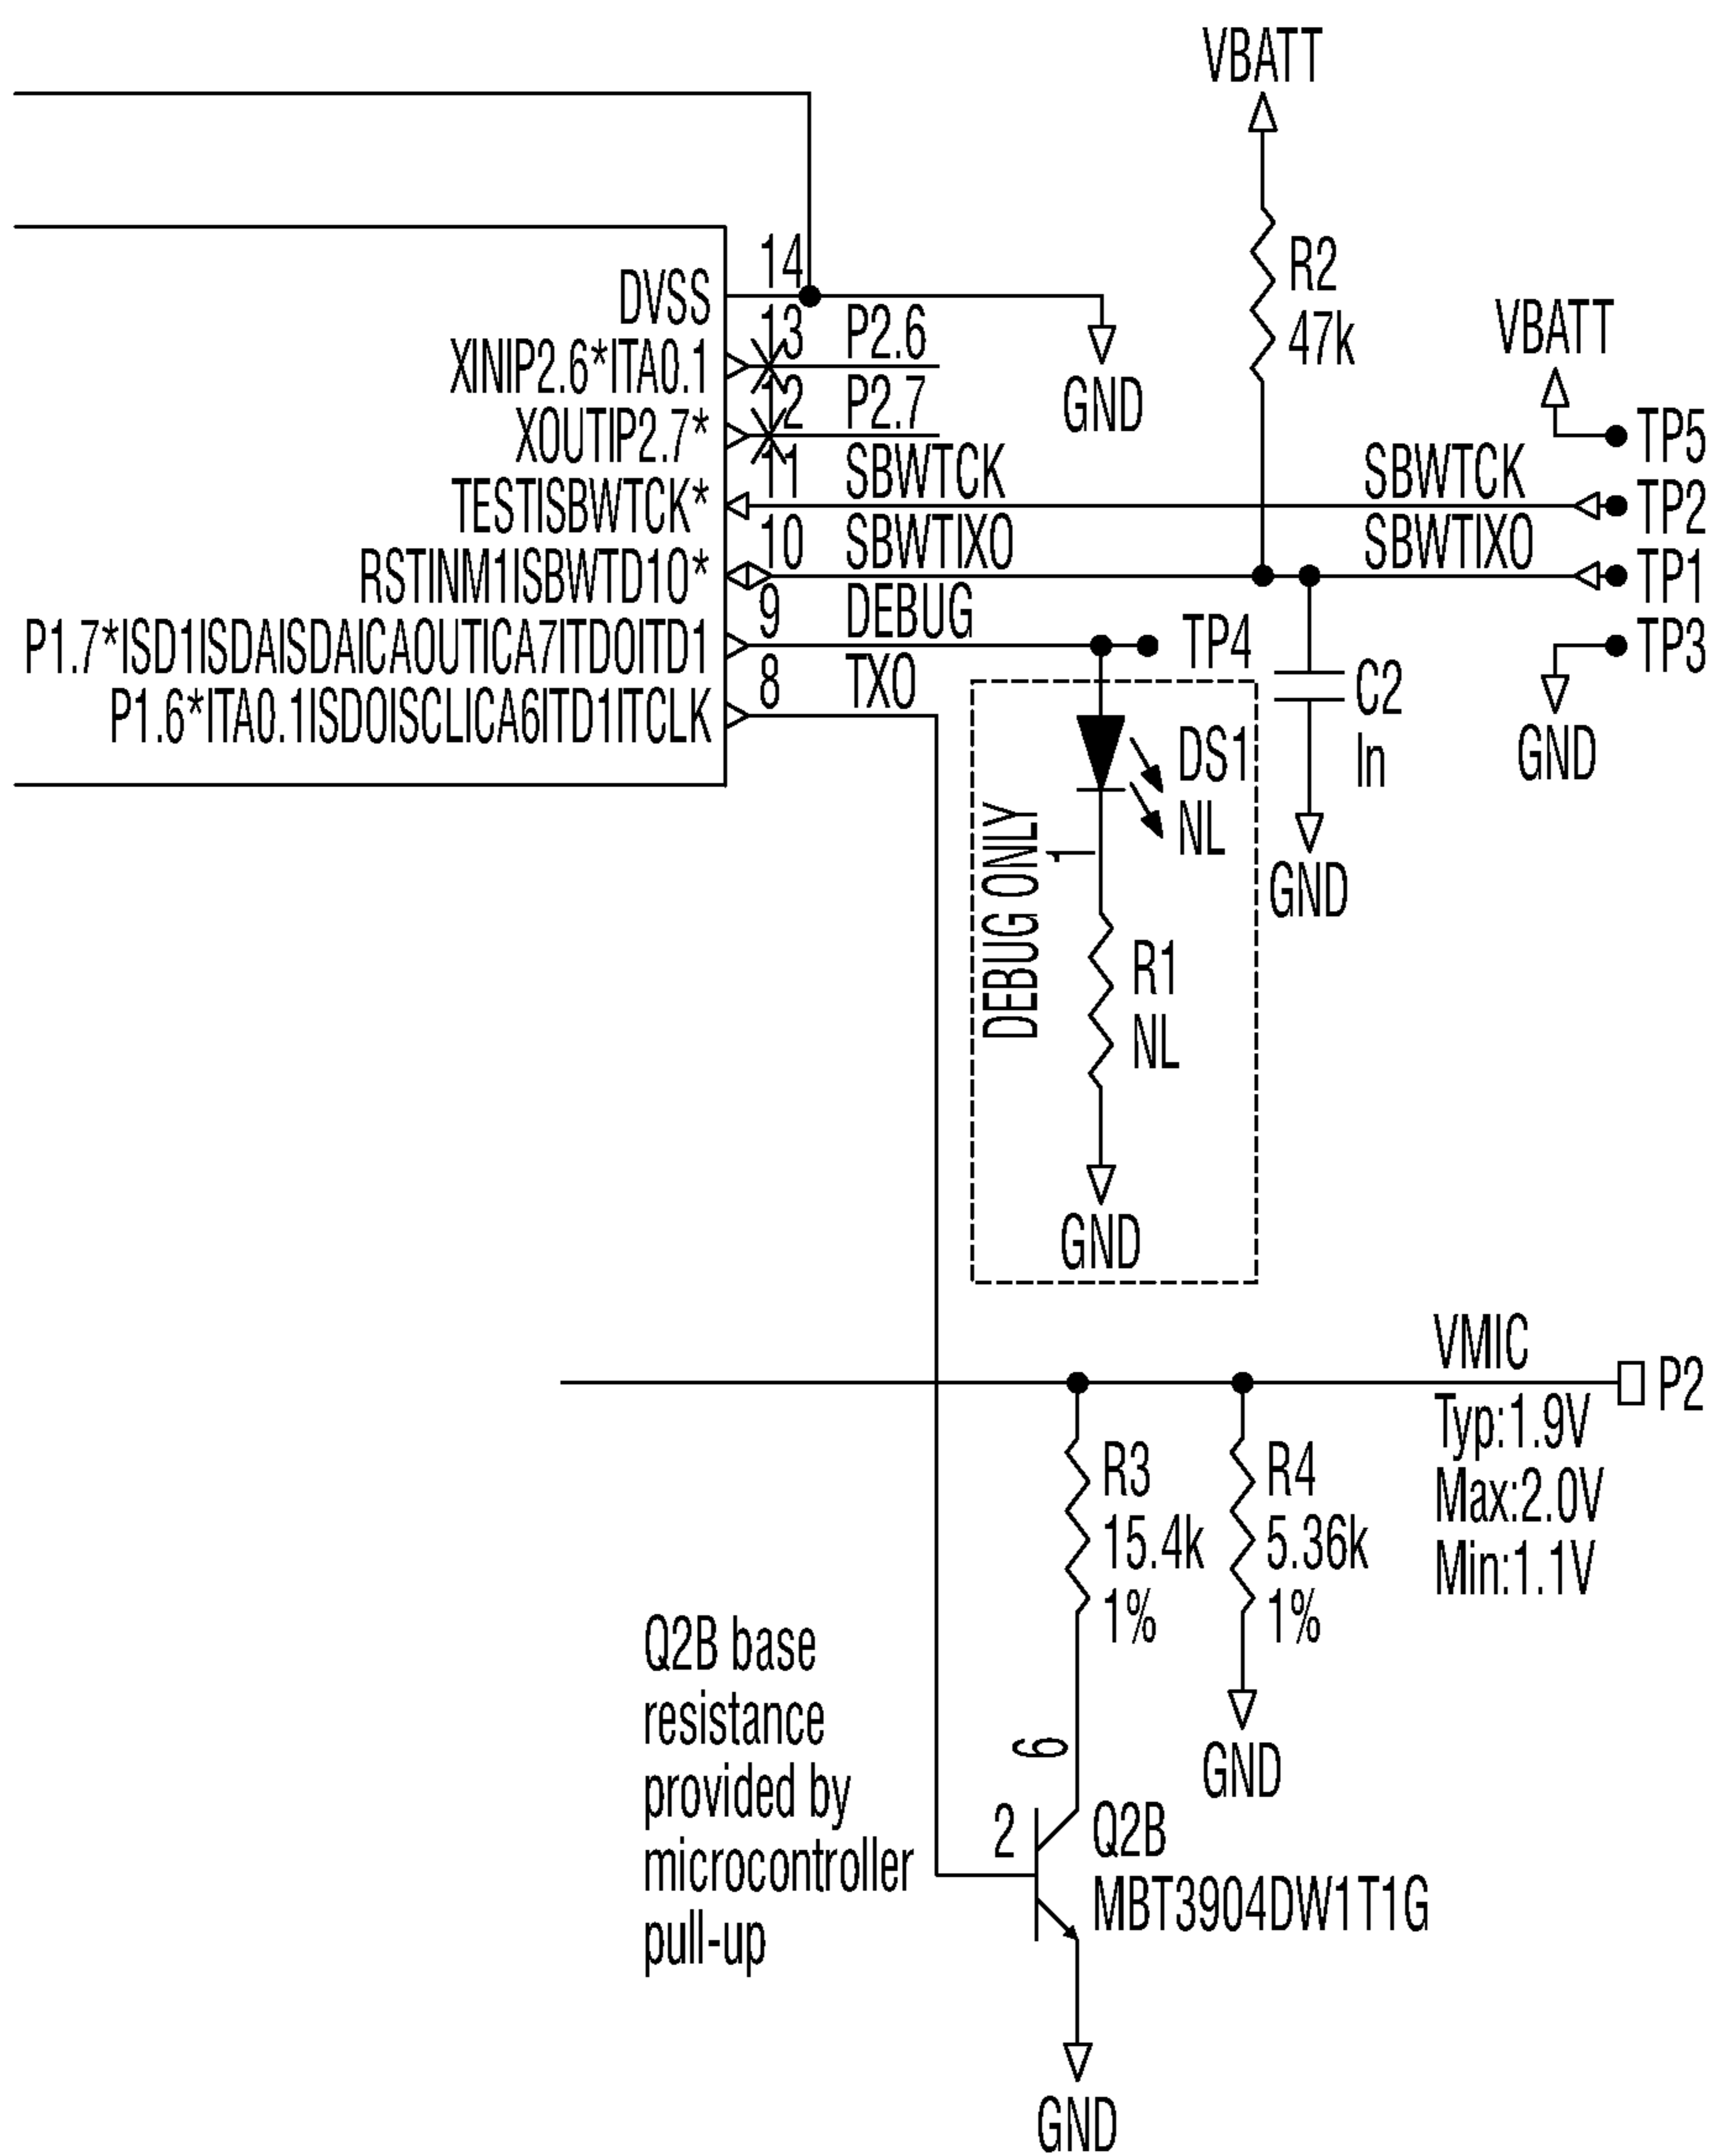 VBATT
R2
47k
14
DVSS
13
P2.6
XINIP2.6*ITA0.1
12
P2.7
XOUTIP2.7*
GND
VBATT
TP5
11
SBWTCK
SBWTCK
TP2
TESTISBWTCK*
10
SBWTIXO
SBWTIXO
TP1
RSTINM1ISBWTD10*
9
DEBUG
TP4
TP3
P1.7*ISD1ISDAISDAICAOUTICA7ITDOITD1
8
TXO
P1.6*ITA0.1ISDOISCLICA6ITD1ITCLK
C2
In
GND
GND
DS1
NL
1
DEBUG ONLY
R1
NL
GND
VMIC
P2
Typ:1.9V
Max:2.0V
Min:1.1V
R3
15.4k
1%
R4
5.36k
1%
GND
Q2B base
resistance
provided by
microcontroller
pull-up
6
2
Q2B
MBT3904DW1T1G
GND